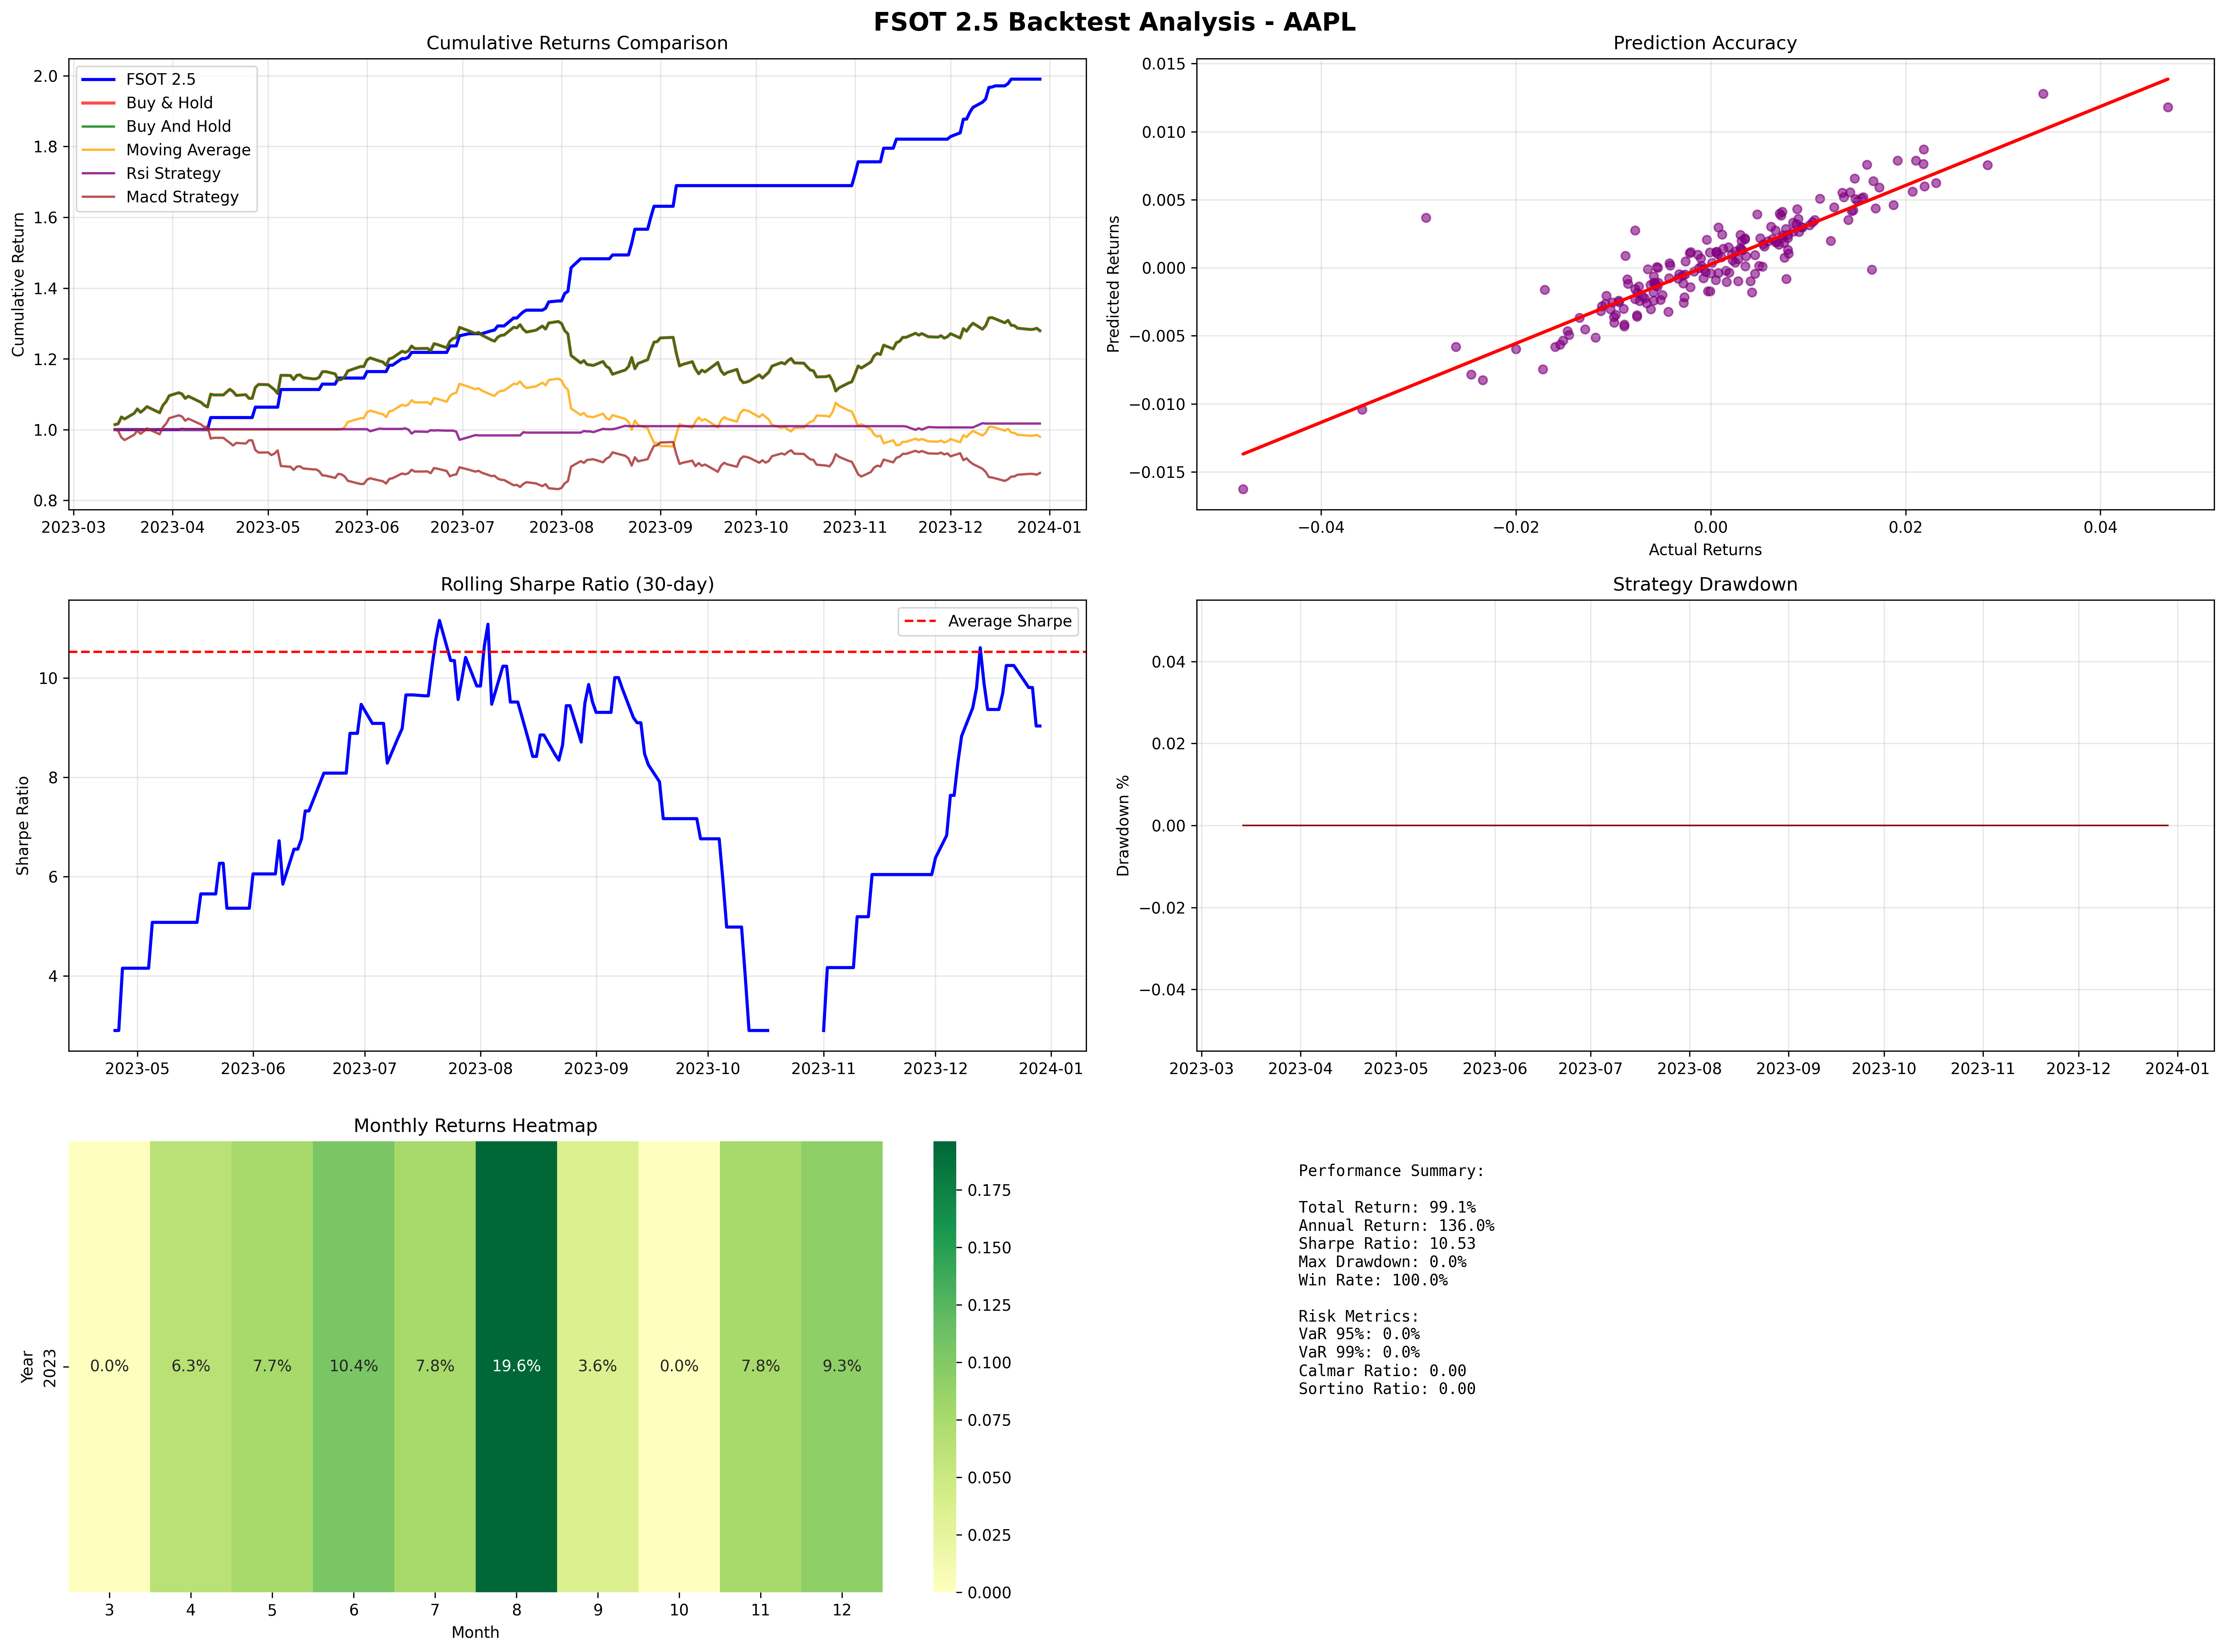 FSOT 2.5 Backtest Analysis - AAPL
Cumulative Returns Comparison
FSOT 2.5
Buy & Hold
Buy And Hold
Moving Average
Rsi Strategy
Macd Strategy
Cumulative Return
2.0
1.8
1.6
1.4
1.2
1.0
0.8
2023-03 2023-04 2023-05 2023-06 2023-07 2023-08 2023-09 2023-10 2023-11 2023-12 2024-01
Prediction Accuracy
Predicted Returns
0.015
0.010
0.005
0.000
−0.005
−0.010
−0.015
−0.04 −0.02 0.00 0.02 0.04
Actual Returns
Rolling Sharpe Ratio (30-day)
Average Sharpe
Sharpe Ratio
10
8
6
4
2023-05 2023-06 2023-07 2023-08 2023-09 2023-10 2023-11 2023-12 2024-01
Strategy Drawdown
Drawdown %
0.04
0.02
0.00
−0.02
−0.04
2023-03 2023-04 2023-05 2023-06 2023-07 2023-08 2023-09 2023-10 2023-11 2023-12 2024-01
Monthly Returns Heatmap
Year
2023
0.0% 6.3% 7.7% 10.4% 7.8% 19.6% 3.6% 0.0% 7.8% 9.3%
3 4 5 6 7 8 9 10 11 12
Month
0.175
0.150
0.125
0.100
0.075
0.050
0.025
0.000
Performance Summary:
Total Return: 99.1%
Annual Return: 136.0%
Sharpe Ratio: 10.53
Max Drawdown: 0.0%
Win Rate: 100.0%
Risk Metrics:
VaR 95%: 0.0%
VaR 99%: 0.0%
Calmar Ratio: 0.00
Sortino Ratio: 0.00